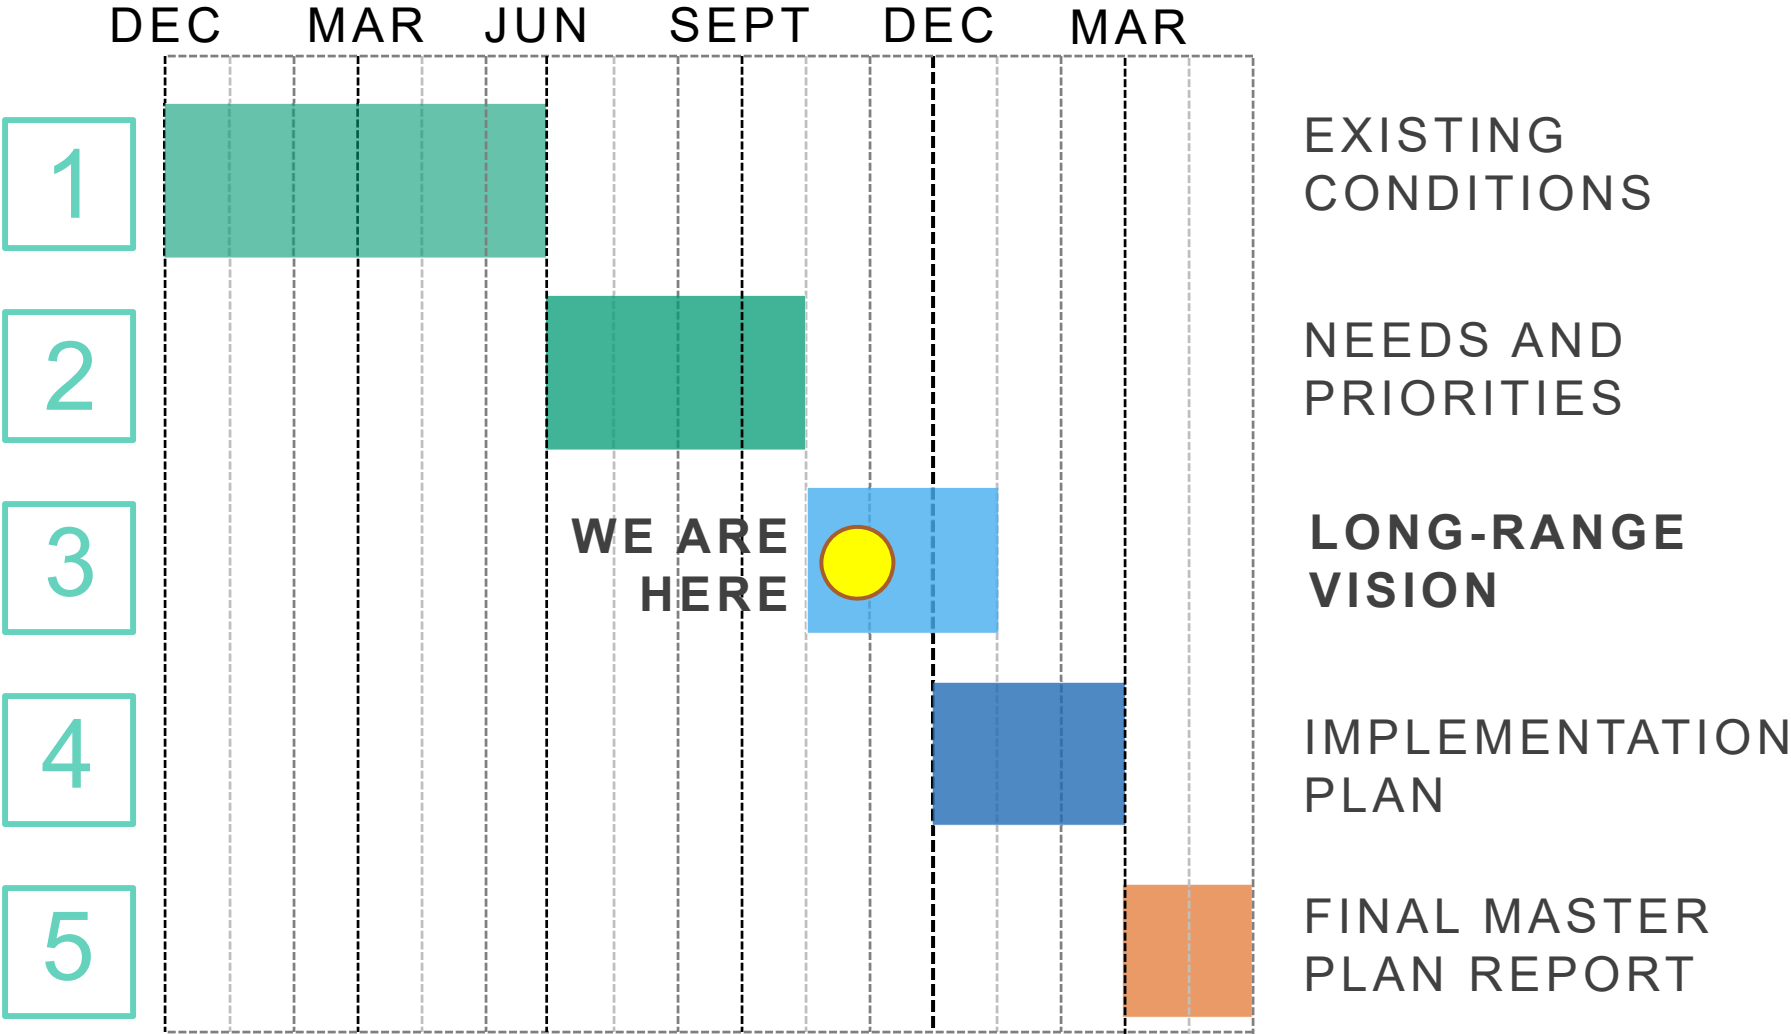 DEC MAR JUN SEPT DEC MAR
1
EXISTING
CONDITIONS
2
NEEDS AND
PRIORITIES
3
WE ARE
HERE
LONG-RANGE
VISION
4
IMPLEMENTATION
PLAN
5
FINAL MASTER
PLAN REPORT